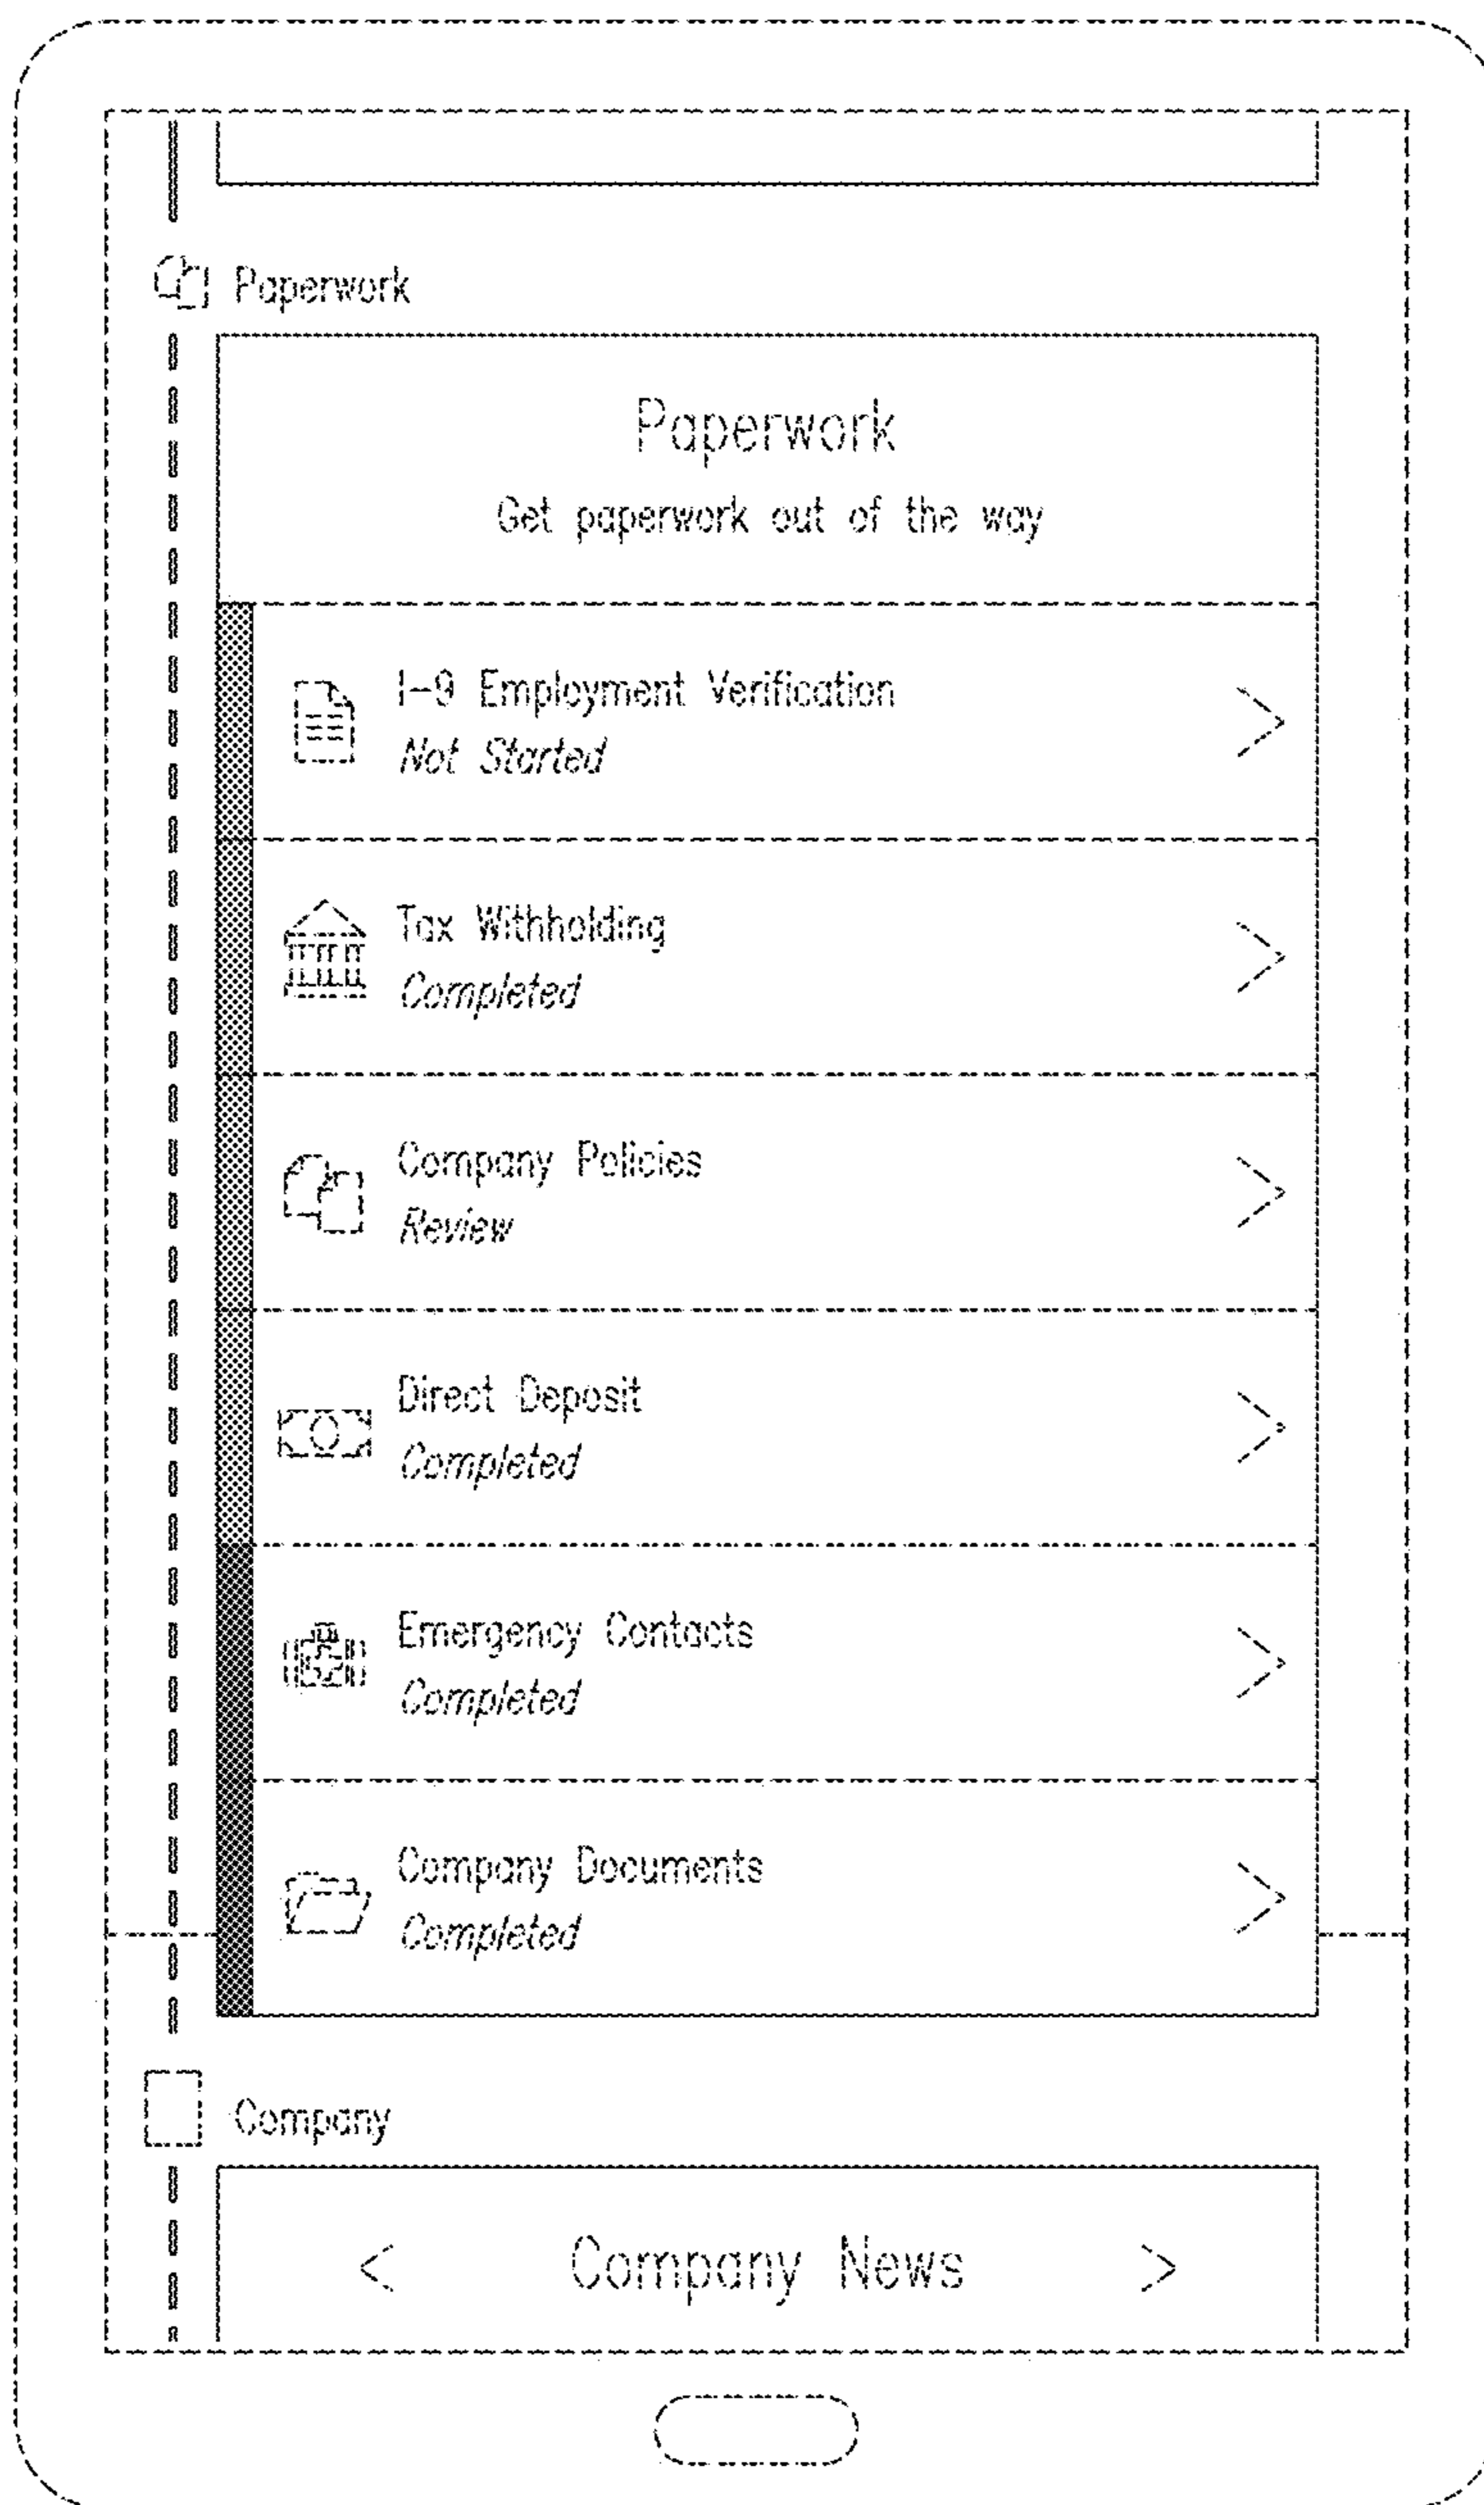 Paperwork
Paperwork
Get paperwork out of the way
I-9 Employment Verification
Not Started
Tax Withholding
Completed
Company Policies
Review
Direct Deposit
Completed
Emergency Contacts
Completed
Company Documents
Completed
Company
< Company News >